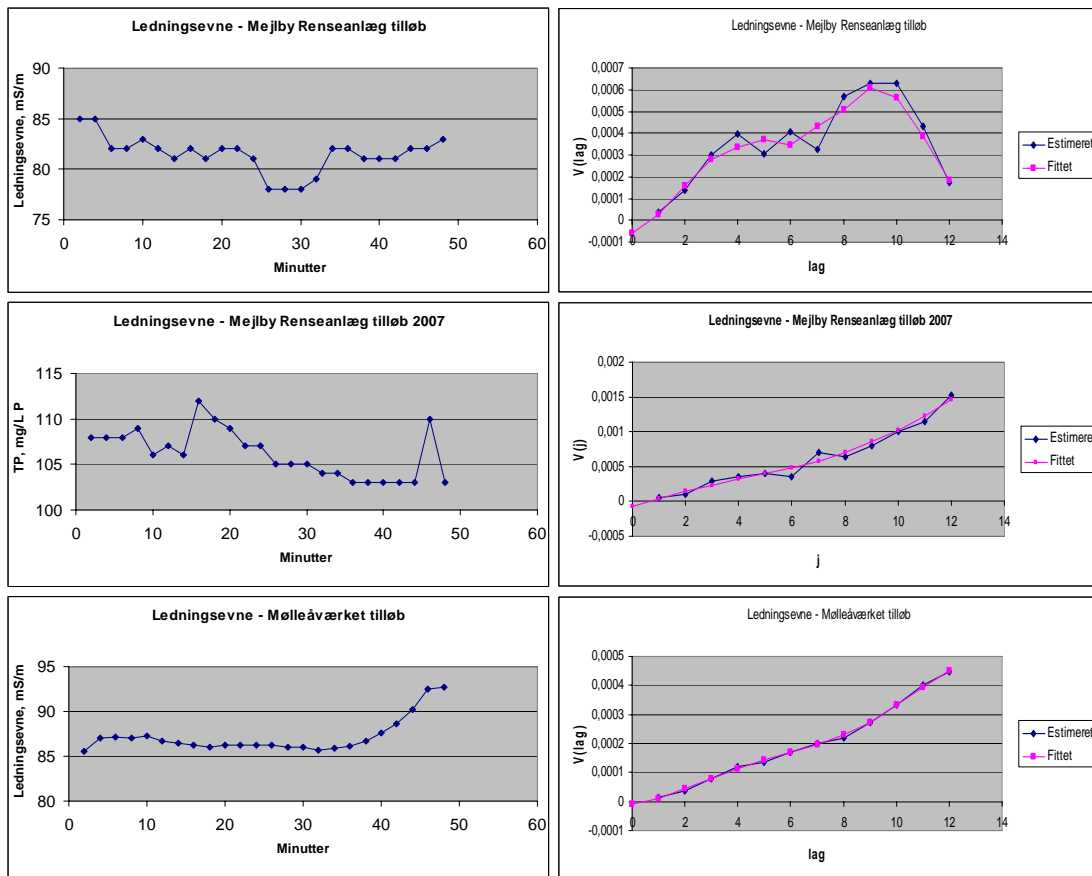 Ledningsevne - Mejlby Renseanlæg tilløb
Ledningsevne, mS/m
90
85
80
75
0 10 20 30 40 50 60
Minutter
Ledningsevne - Mejlby Renseanlæg tilløb
V (lag)
0,0007
0,0006
0,0005
0,0004
0,0003
0,0002
0,0001
0
-0,0001
0 2 4 6 8 10 12 14
lag
Estimeret
Fittet
Ledningsevne - Mejlby Renseanlæg tilløb 2007
TP, mg/L P
115
110
105
100
0 10 20 30 40 50 60
Minutter
Ledningsevne - Mejlby Renseanlæg tilløb 2007
V (j)
0,002
0,0015
0,001
0,0005
0
-0,0005
0 2 4 6 8 10 12 14
j
Estimeret
Fittet
Ledningsevne - Mølleåværket tilløb
Ledningsevne, mS/m
95
90
85
80
0 10 20 30 40 50 60
Minutter
Ledningsevne - Mølleåværket tilløb
V (lag)
0,0005
0,0004
0,0003
0,0002
0,0001
0
-0,0001
0 2 4 6 8 10 12 14
lag
Estimeret
Fittet